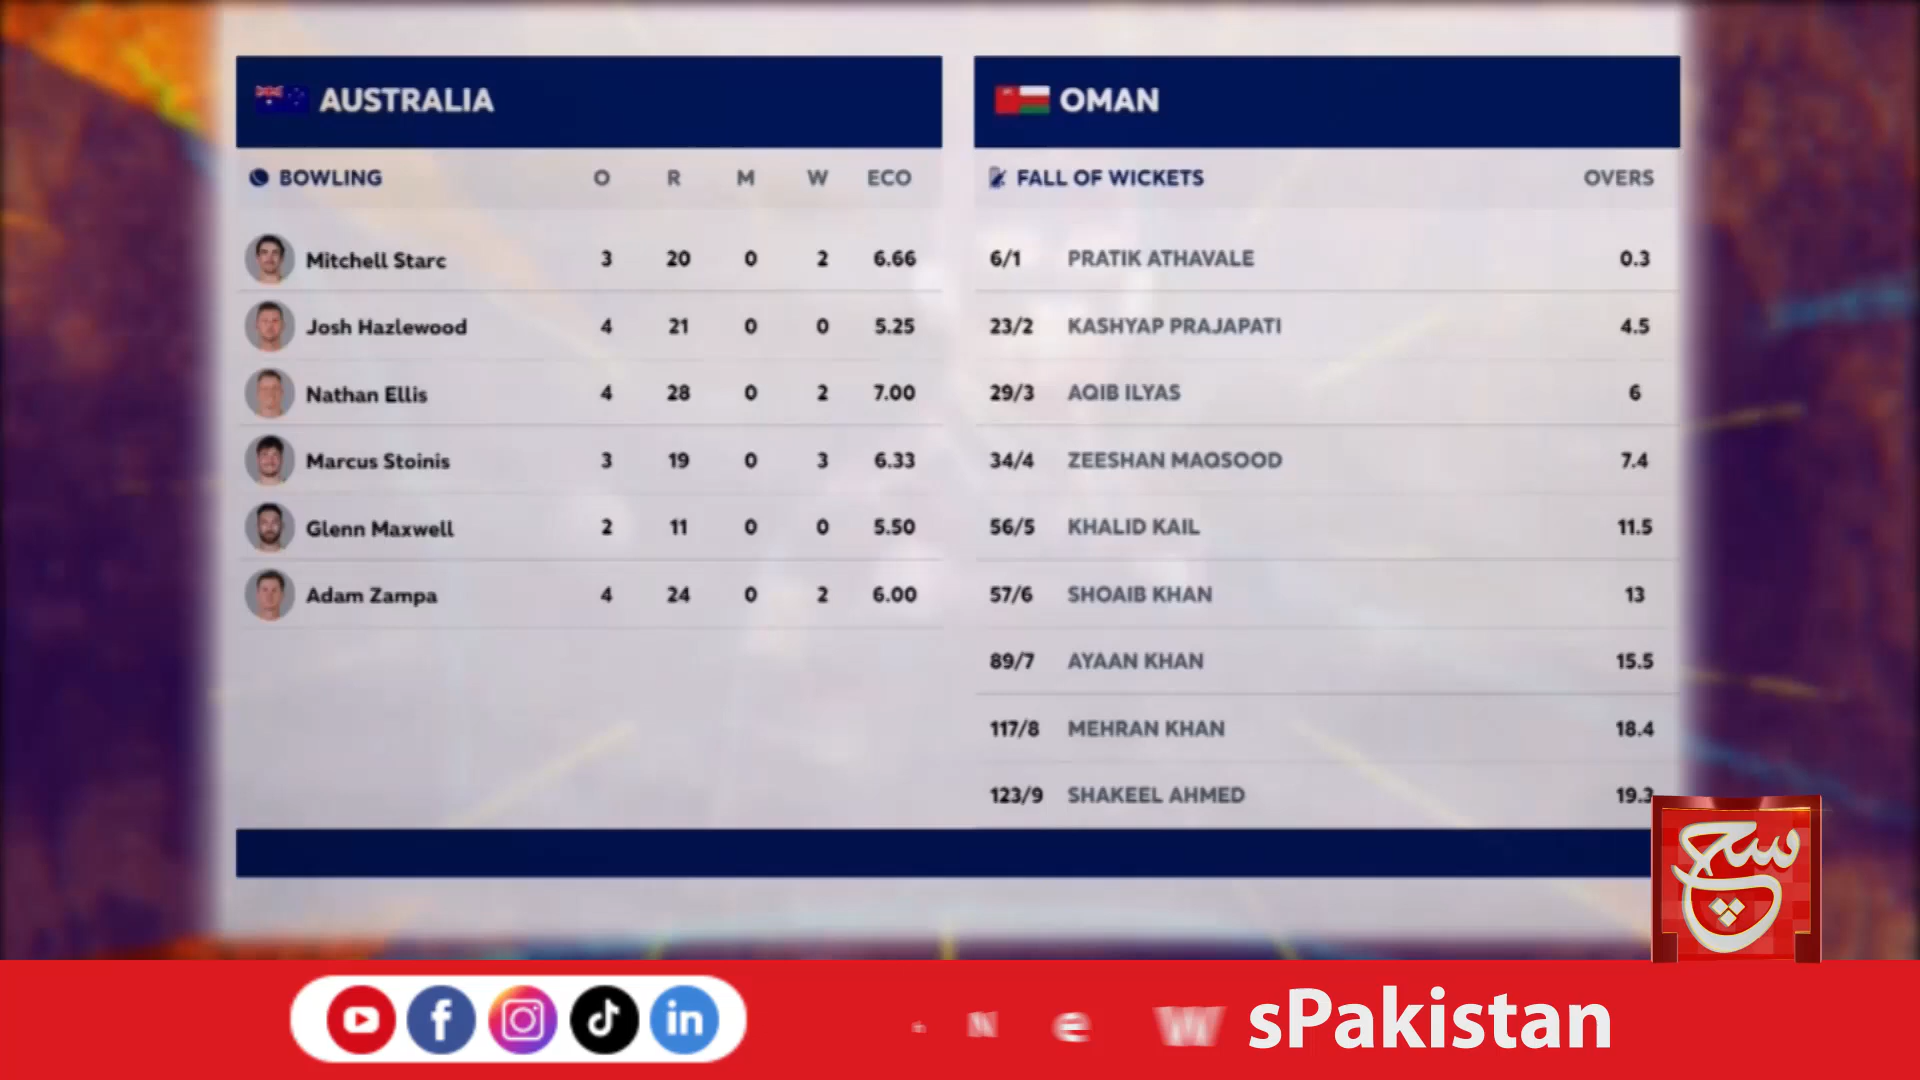 AUSTRALIA
BOWLING O R M W ECO
Mitchell Starc 3 20 0 2 6.66
Josh Hazlewood 4 21 0 0 5.25
Nathan Ellis 4 28 0 2 7.00
Marcus Stoinis 3 19 0 3 6.33
Glenn Maxwell 2 11 0 0 5.50
Adam Zampa 4 24 0 2 6.00
OMAN
FALL OF WICKETS OVERS
6/1 PRATIK ATHAVALE 0.3
23/2 KASHYAP PRAJAPATI 4.5
29/3 AQIB ILYAS 6
34/4 ZEESHAN MAQSOOD 7.4
56/5 KHALID KAIL 11.5
57/6 SHOAIB KHAN 13
89/7 AYAAN KHAN 15.5
117/8 MEHRAN KHAN 18.4
123/9 SHAKEEL AHMED 19.3
سچ
NewsPakistan